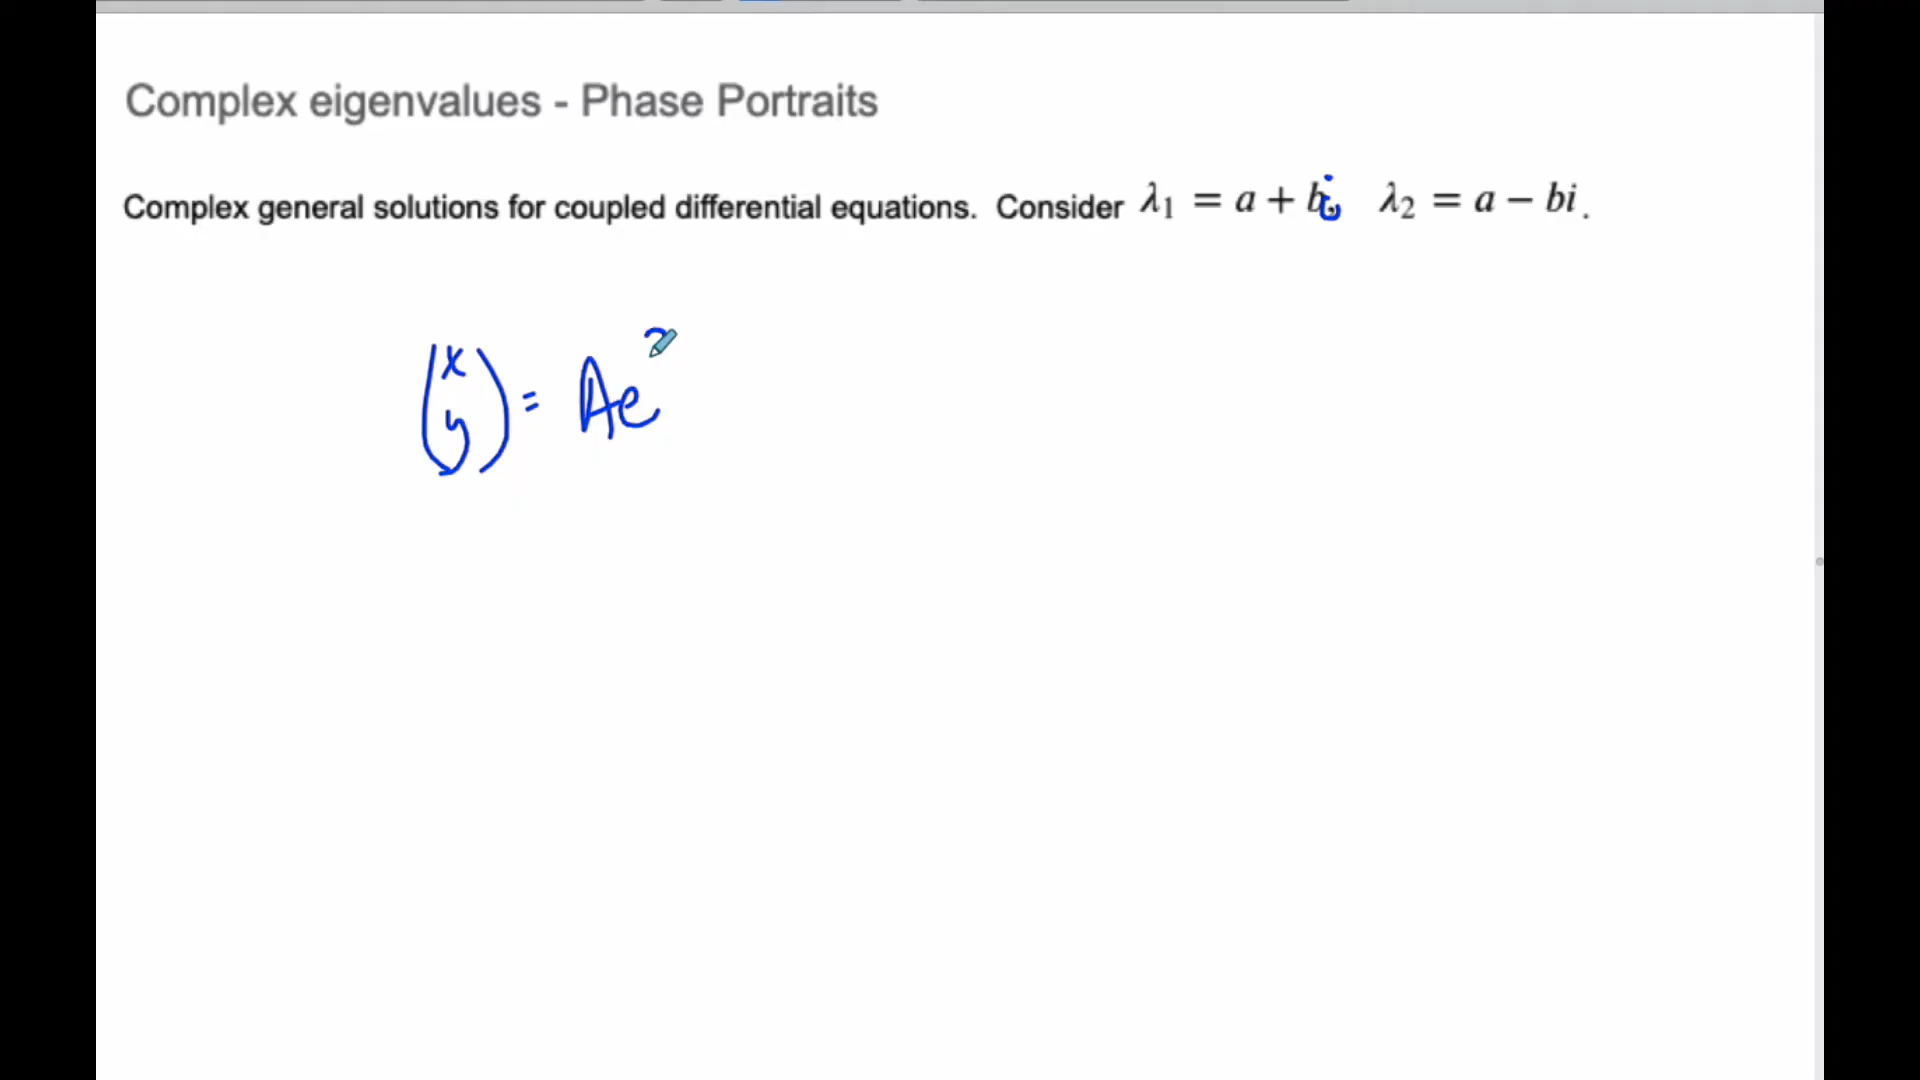 Complex eigenvalues - Phase Portraits
Complex general solutions for coupled differential equations. Consider λ₁ = a + bi, λ₂ = a − bi.
(x
y) = Ae